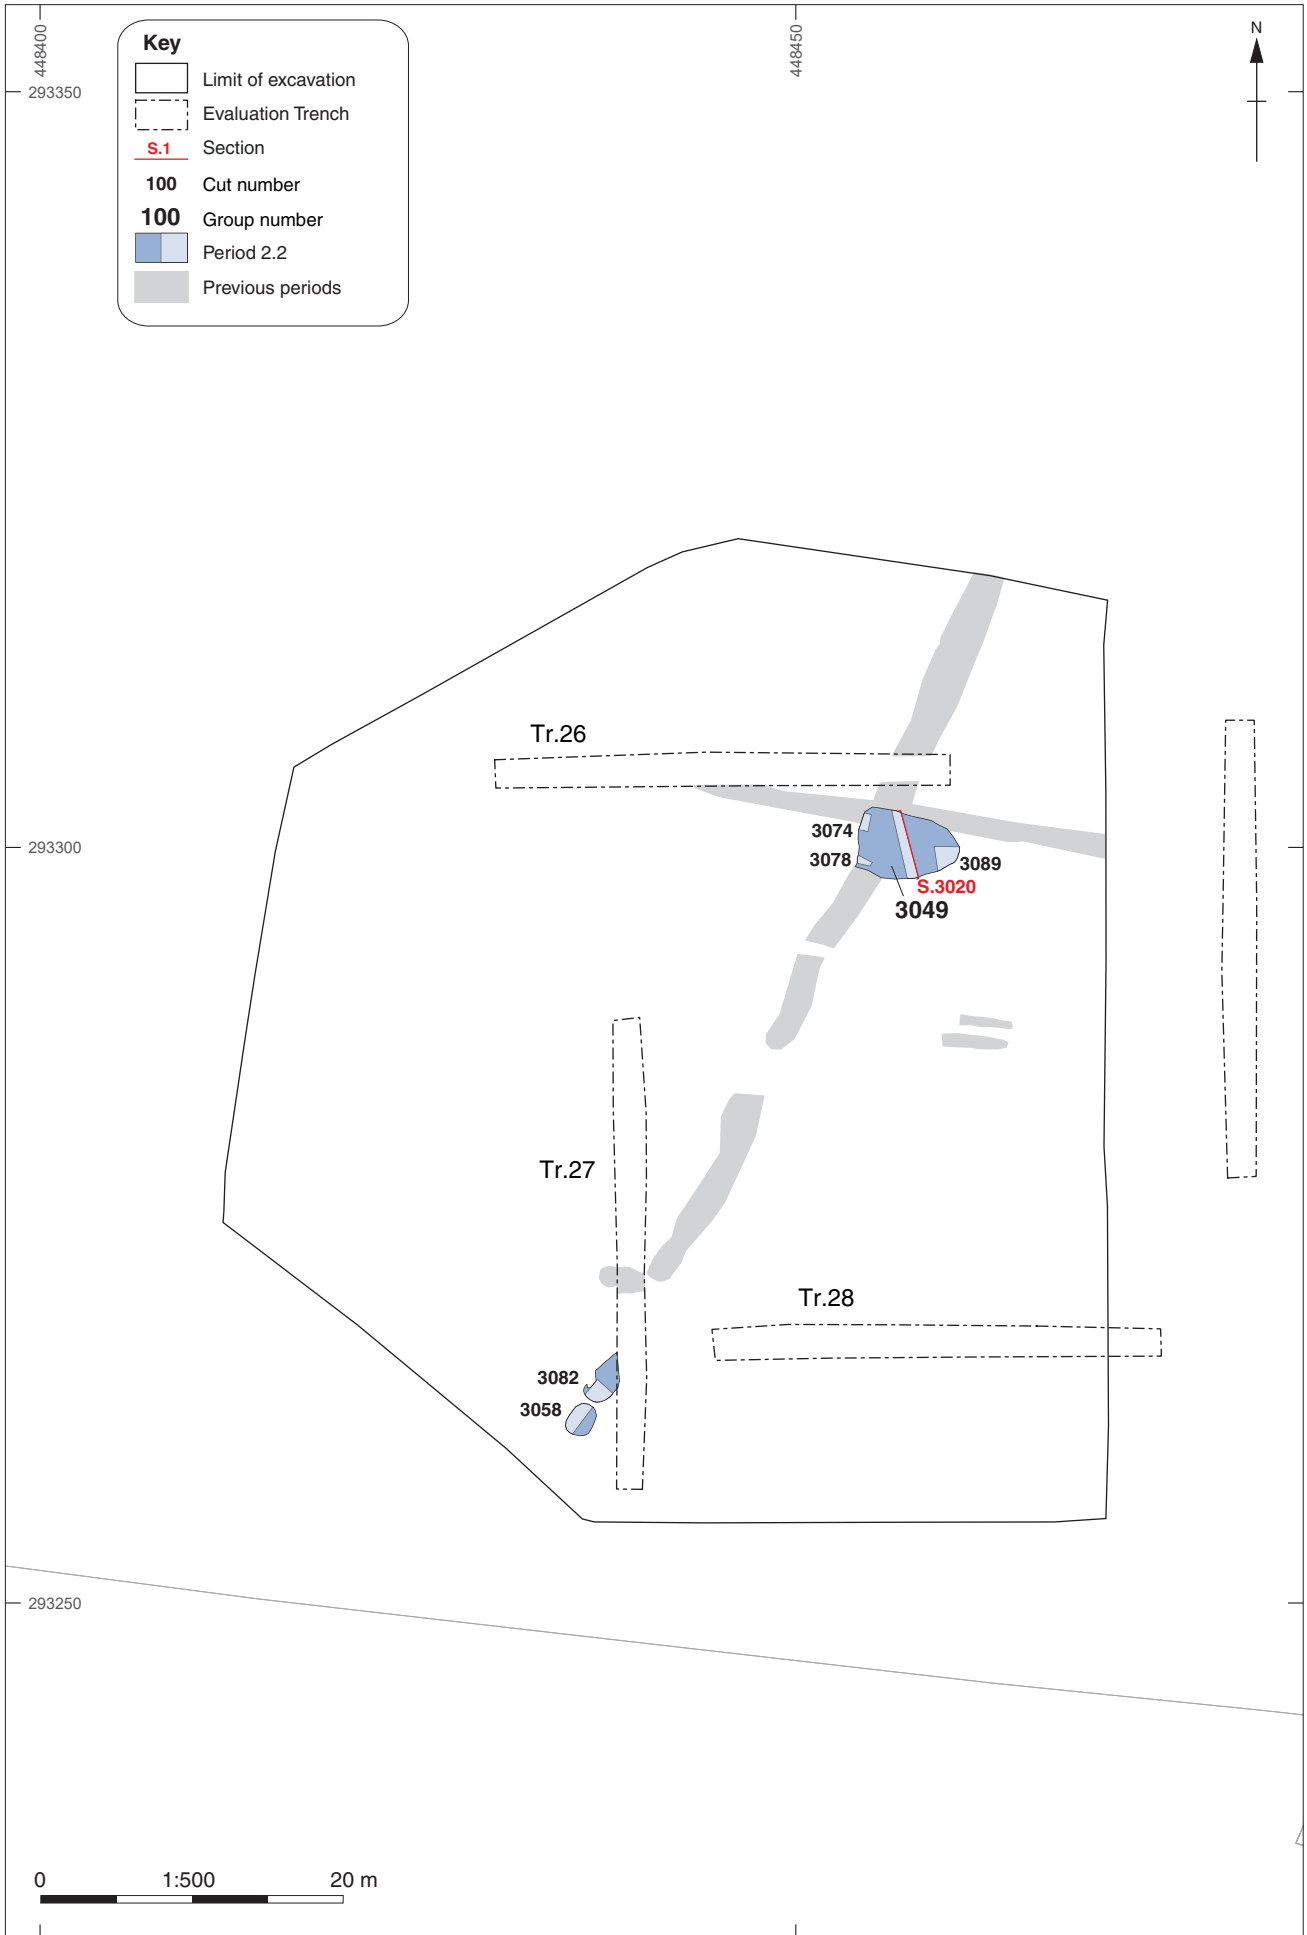 448400
448450
N
293350
Key
Limit of excavation
Evaluation Trench
S.1 Section
100 Cut number
100 Group number
Period 2.2
Previous periods
Tr.26
3074
293300
3078
3089
S.3020
3049
Tr.27
Tr.28
3082
3058
293250
0 1:500 20 m